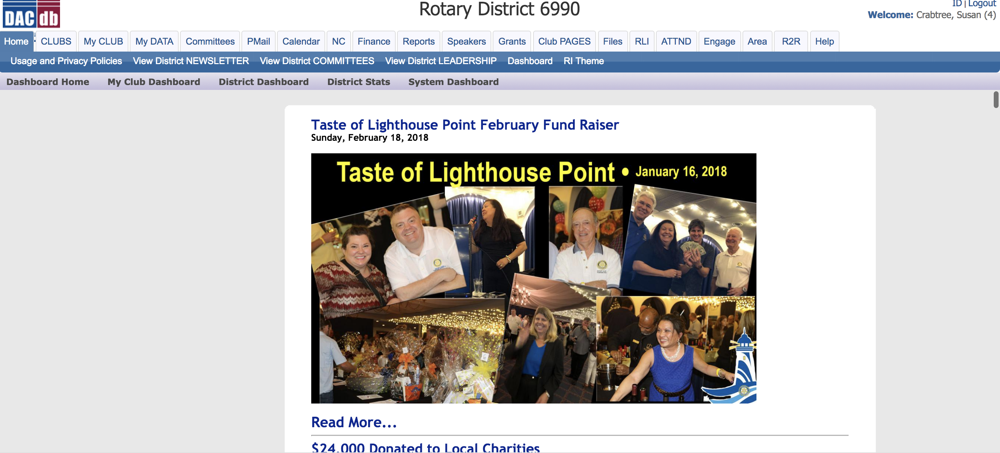 DACdb
Rotary District 6990
ID | Logout
Welcome: Crabtree, Susan (4)
Home CLUBS My CLUB My DATA Committees PMail Calendar NC Finance Reports Speakers Grants Club PAGES Files RLI ATTND Engage Area R2R Help
Usage and Privacy Policies View District NEWSLETTER View District COMMITTEES View District LEADERSHIP Dashboard RI Theme
Dashboard Home My Club Dashboard District Dashboard District Stats System Dashboard
Taste of Lighthouse Point February Fund Raiser
Sunday, February 18, 2018
Taste of Lighthouse Point • January 16, 2018
Read More...
$24,000 Donated to Local Charities